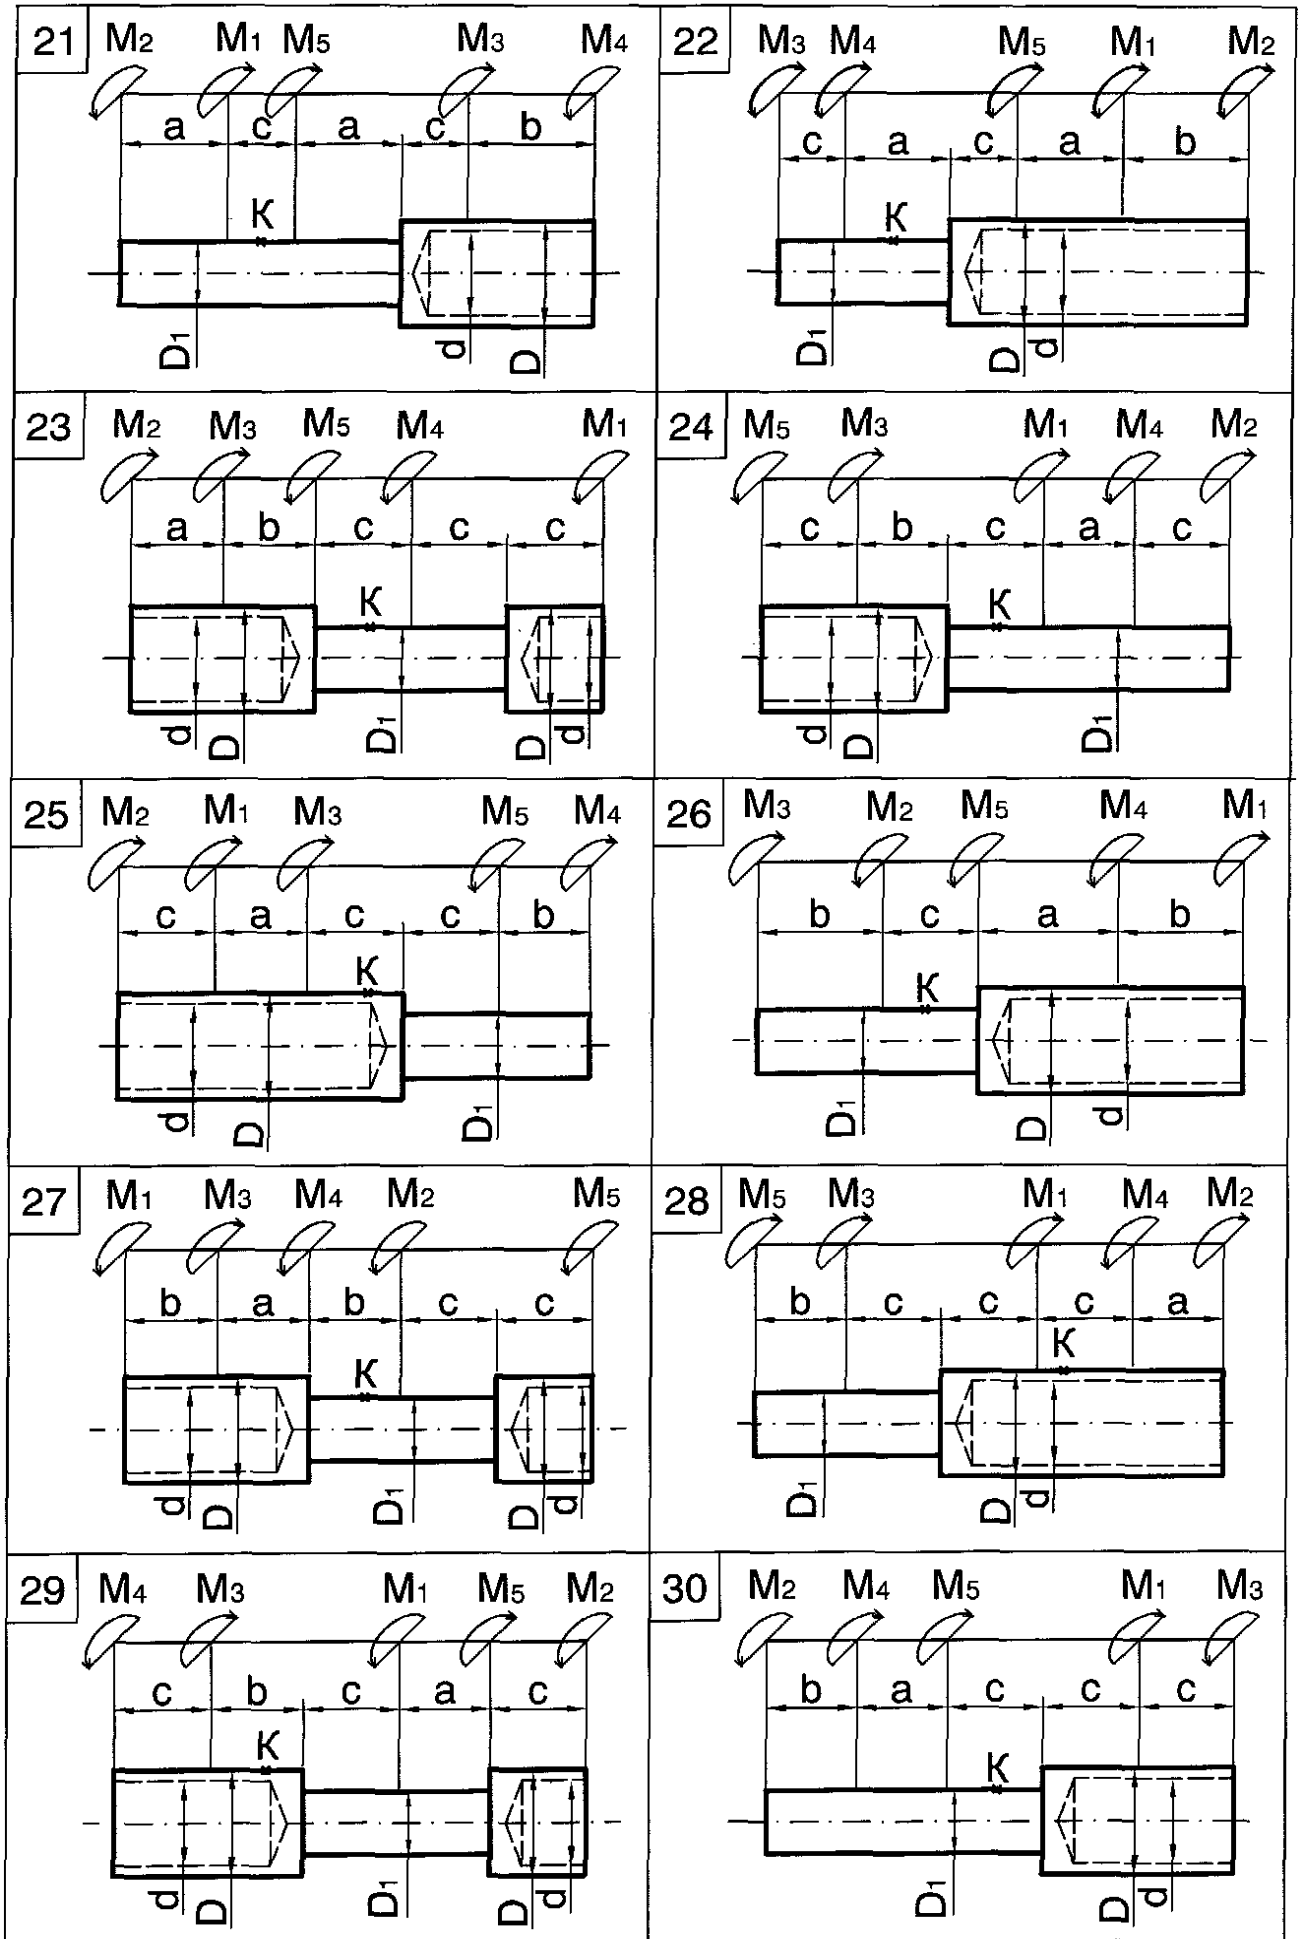 21 M2 M1 M5 M3 M4
a c a c b
K
D1 d D
22 M3 M4 M5 M1 M2
c a c a b
K
D1 D d
23 M2 M3 M5 M4 M1
a b c c c
K
d D D1 D d
24 M5 M3 M1 M4 M2
c b c a c
K
d D D1
25 M2 M1 M3 M5 M4
c a c c b
K
d D D1
26 M3 M2 M5 M4 M1
b c a b
K
D1 D d
27 M1 M3 M4 M2 M5
b a b c c
K
d D D1 D d
28 M5 M3 M1 M4 M2
b c c c a
K
D1 D d
29 M4 M3 M1 M5 M2
c b c a c
K
d D D1 D d
30 M2 M4 M5 M1 M3
b a c c c
K
D1 D d